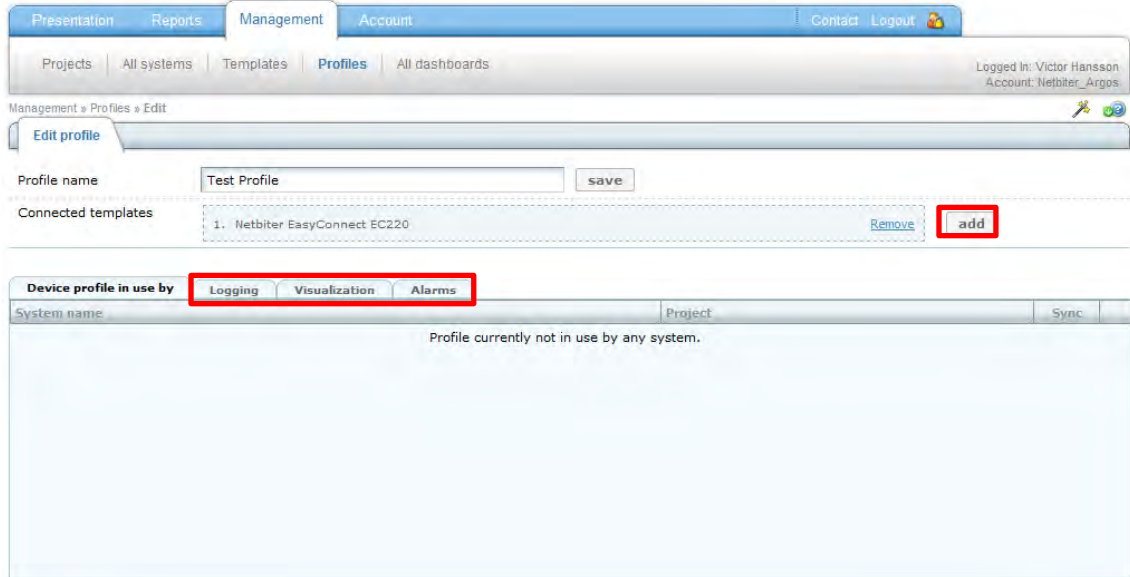 Presentation Reports Management Account Contact Logout
Projects All systems Templates Profiles All dashboards
Logged In: Victor Hansson
Account: Netbiter_Argos
Management » Profiles » Edit
Edit profile
Profile name Test Profile save
Connected templates
1. Netbiter EasyConnect EC220 Remove add
Device profile in use by Logging Visualization Alarms
System name Project Sync
Profile currently not in use by any system.